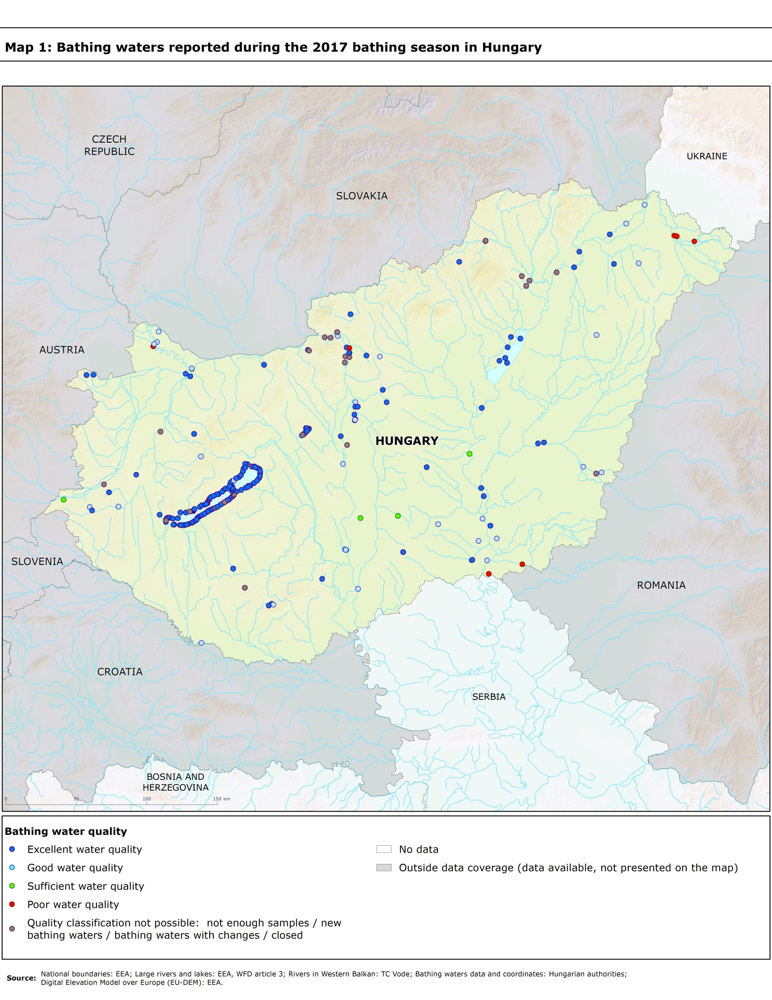 Map 1: Bathing waters reported during the 2017 bathing season in Hungary
CZECH
REPUBLIC
UKRAINE
SLOVAKIA
AUSTRIA
HUNGARY
SLOVENIA
ROMANIA
CROATIA
SERBIA
BOSNIA AND
HERZEGOVINA
0 50 100 150 km
Bathing water quality
Excellent water quality
Good water quality
Sufficient water quality
Poor water quality
Quality classification not possible: not enough samples / new
bathing waters / bathing waters with changes / closed
No data
Outside data coverage (data available, not presented on the map)
Source: National boundaries: EEA; Large rivers and lakes: EEA, WFD article 3; Rivers in Western Balkan: TC Vode; Bathing waters data and coordinates: Hungarian authorities;
Digital Elevation Model over Europe (EU-DEM): EEA.